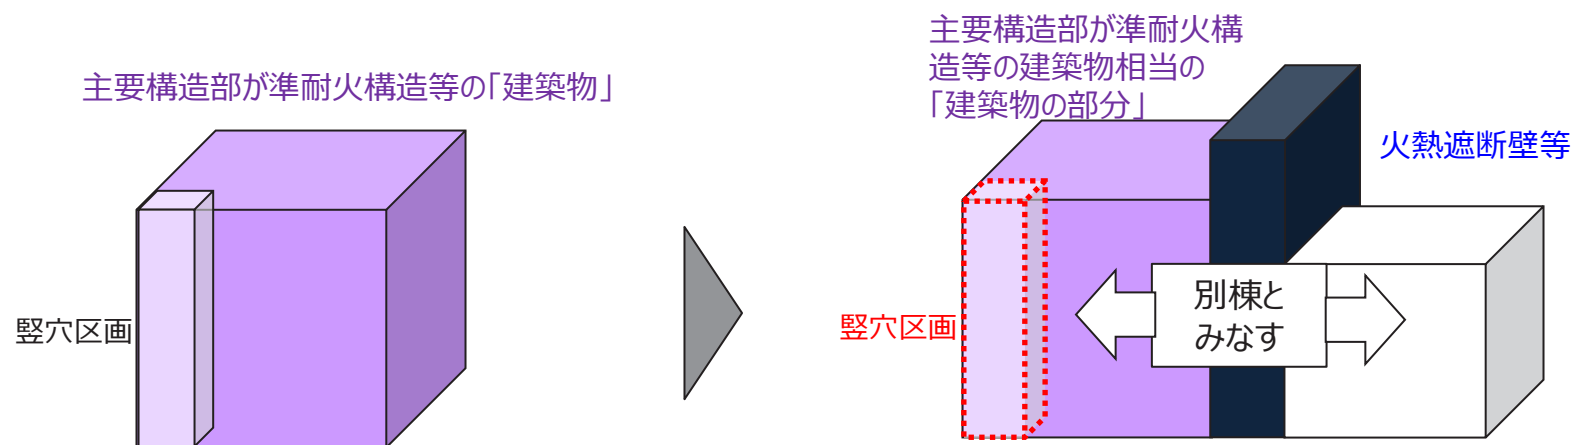 主要構造部が準耐火構造等の「建築物」
竪穴区画
主要構造部が準耐火構
造等の建築物相当の
「建築物の部分」
火熱遮断壁等
別棟と
みなす
竪穴区画